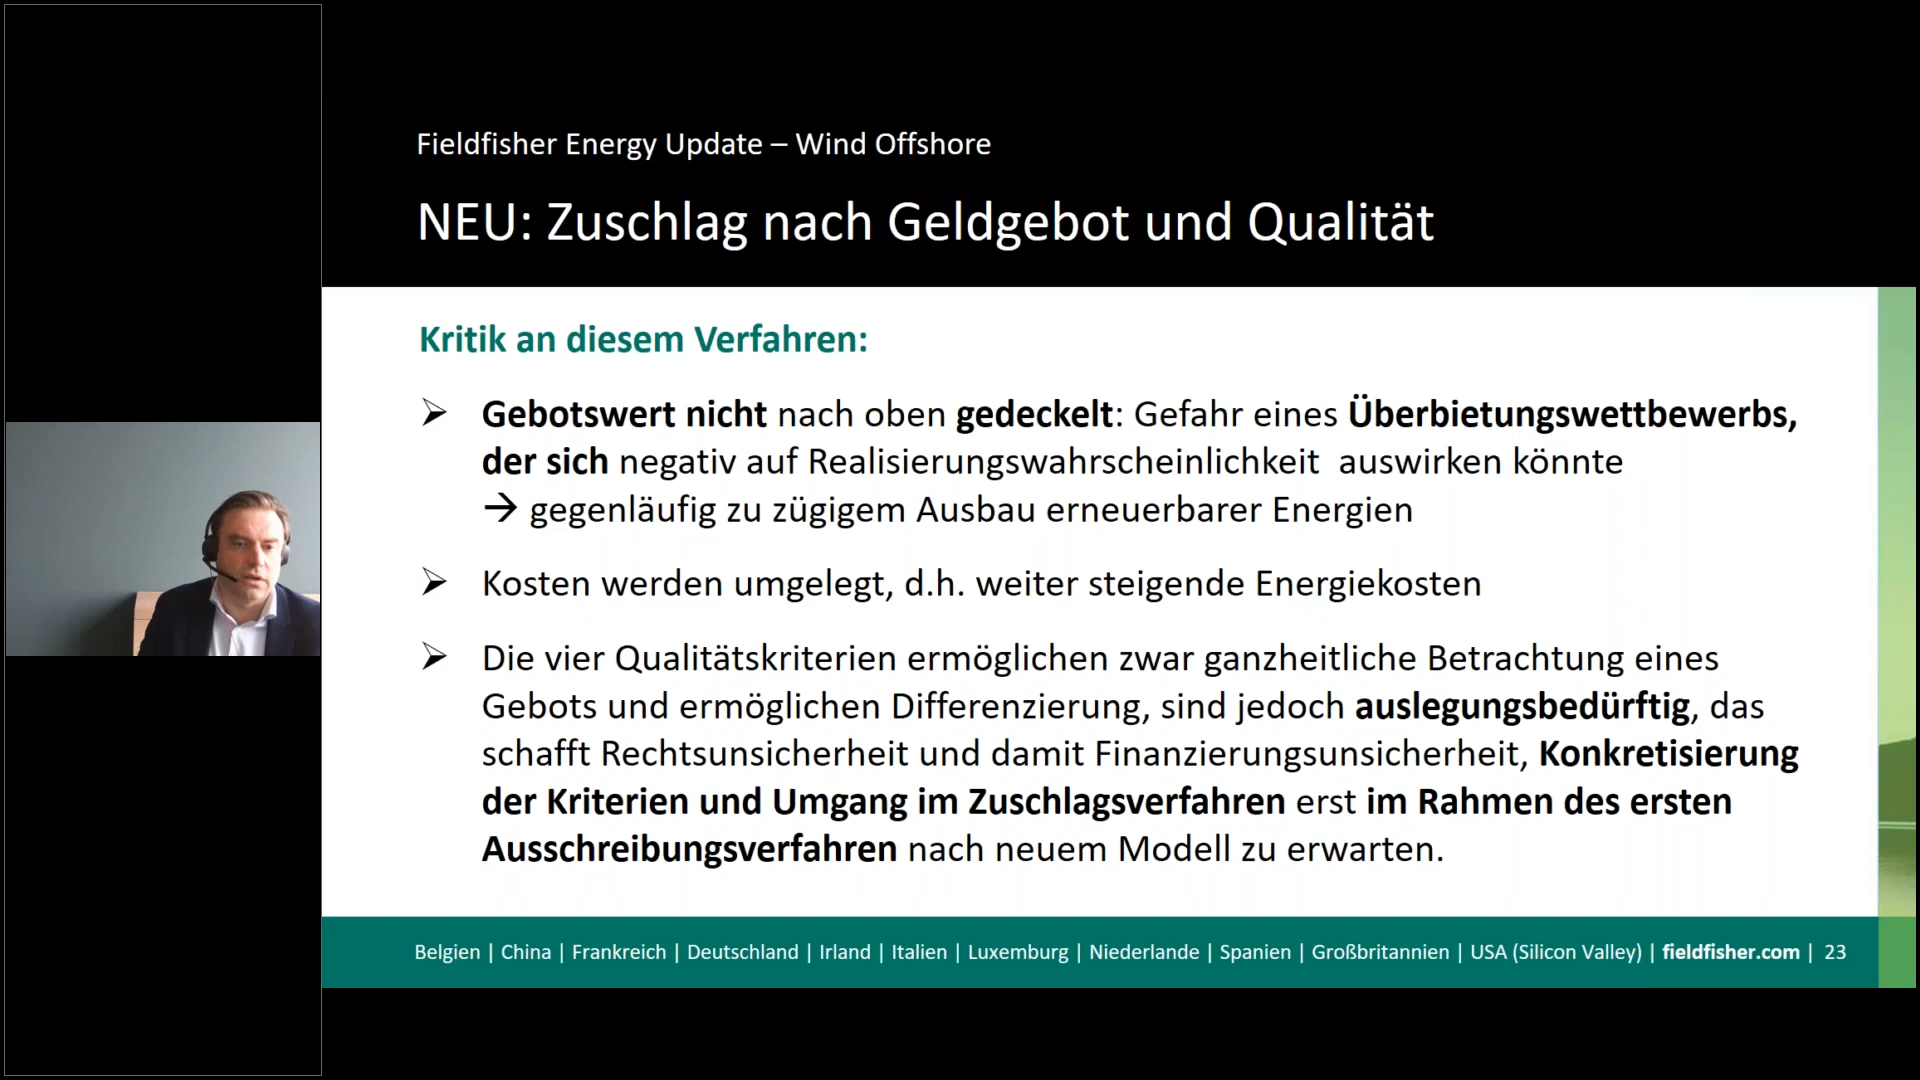 Fieldfisher Energy Update – Wind Offshore
NEU: Zuschlag nach Geldgebot und Qualität
Kritik an diesem Verfahren:
➢ Gebotswert nicht nach oben gedeckelt: Gefahr eines Überbietungswettbewerbs,
der sich negativ auf Realisierungswahrscheinlichkeit auswirken könnte
→ gegenläufig zu zügigem Ausbau erneuerbarer Energien
➢ Kosten werden umgelegt, d.h. weiter steigende Energiekosten
➢ Die vier Qualitätskriterien ermöglichen zwar ganzheitliche Betrachtung eines
Gebots und ermöglichen Differenzierung, sind jedoch auslegungsbedürftig, das
schafft Rechtsunsicherheit und damit Finanzierungsunsicherheit, Konkretisierung
der Kriterien und Umgang im Zuschlagsverfahren erst im Rahmen des ersten
Ausschreibungsverfahren nach neuem Modell zu erwarten.
Belgien | China | Frankreich | Deutschland | Irland | Italien | Luxemburg | Niederlande | Spanien | Großbritannien | USA (Silicon Valley) | fieldfisher.com | 23